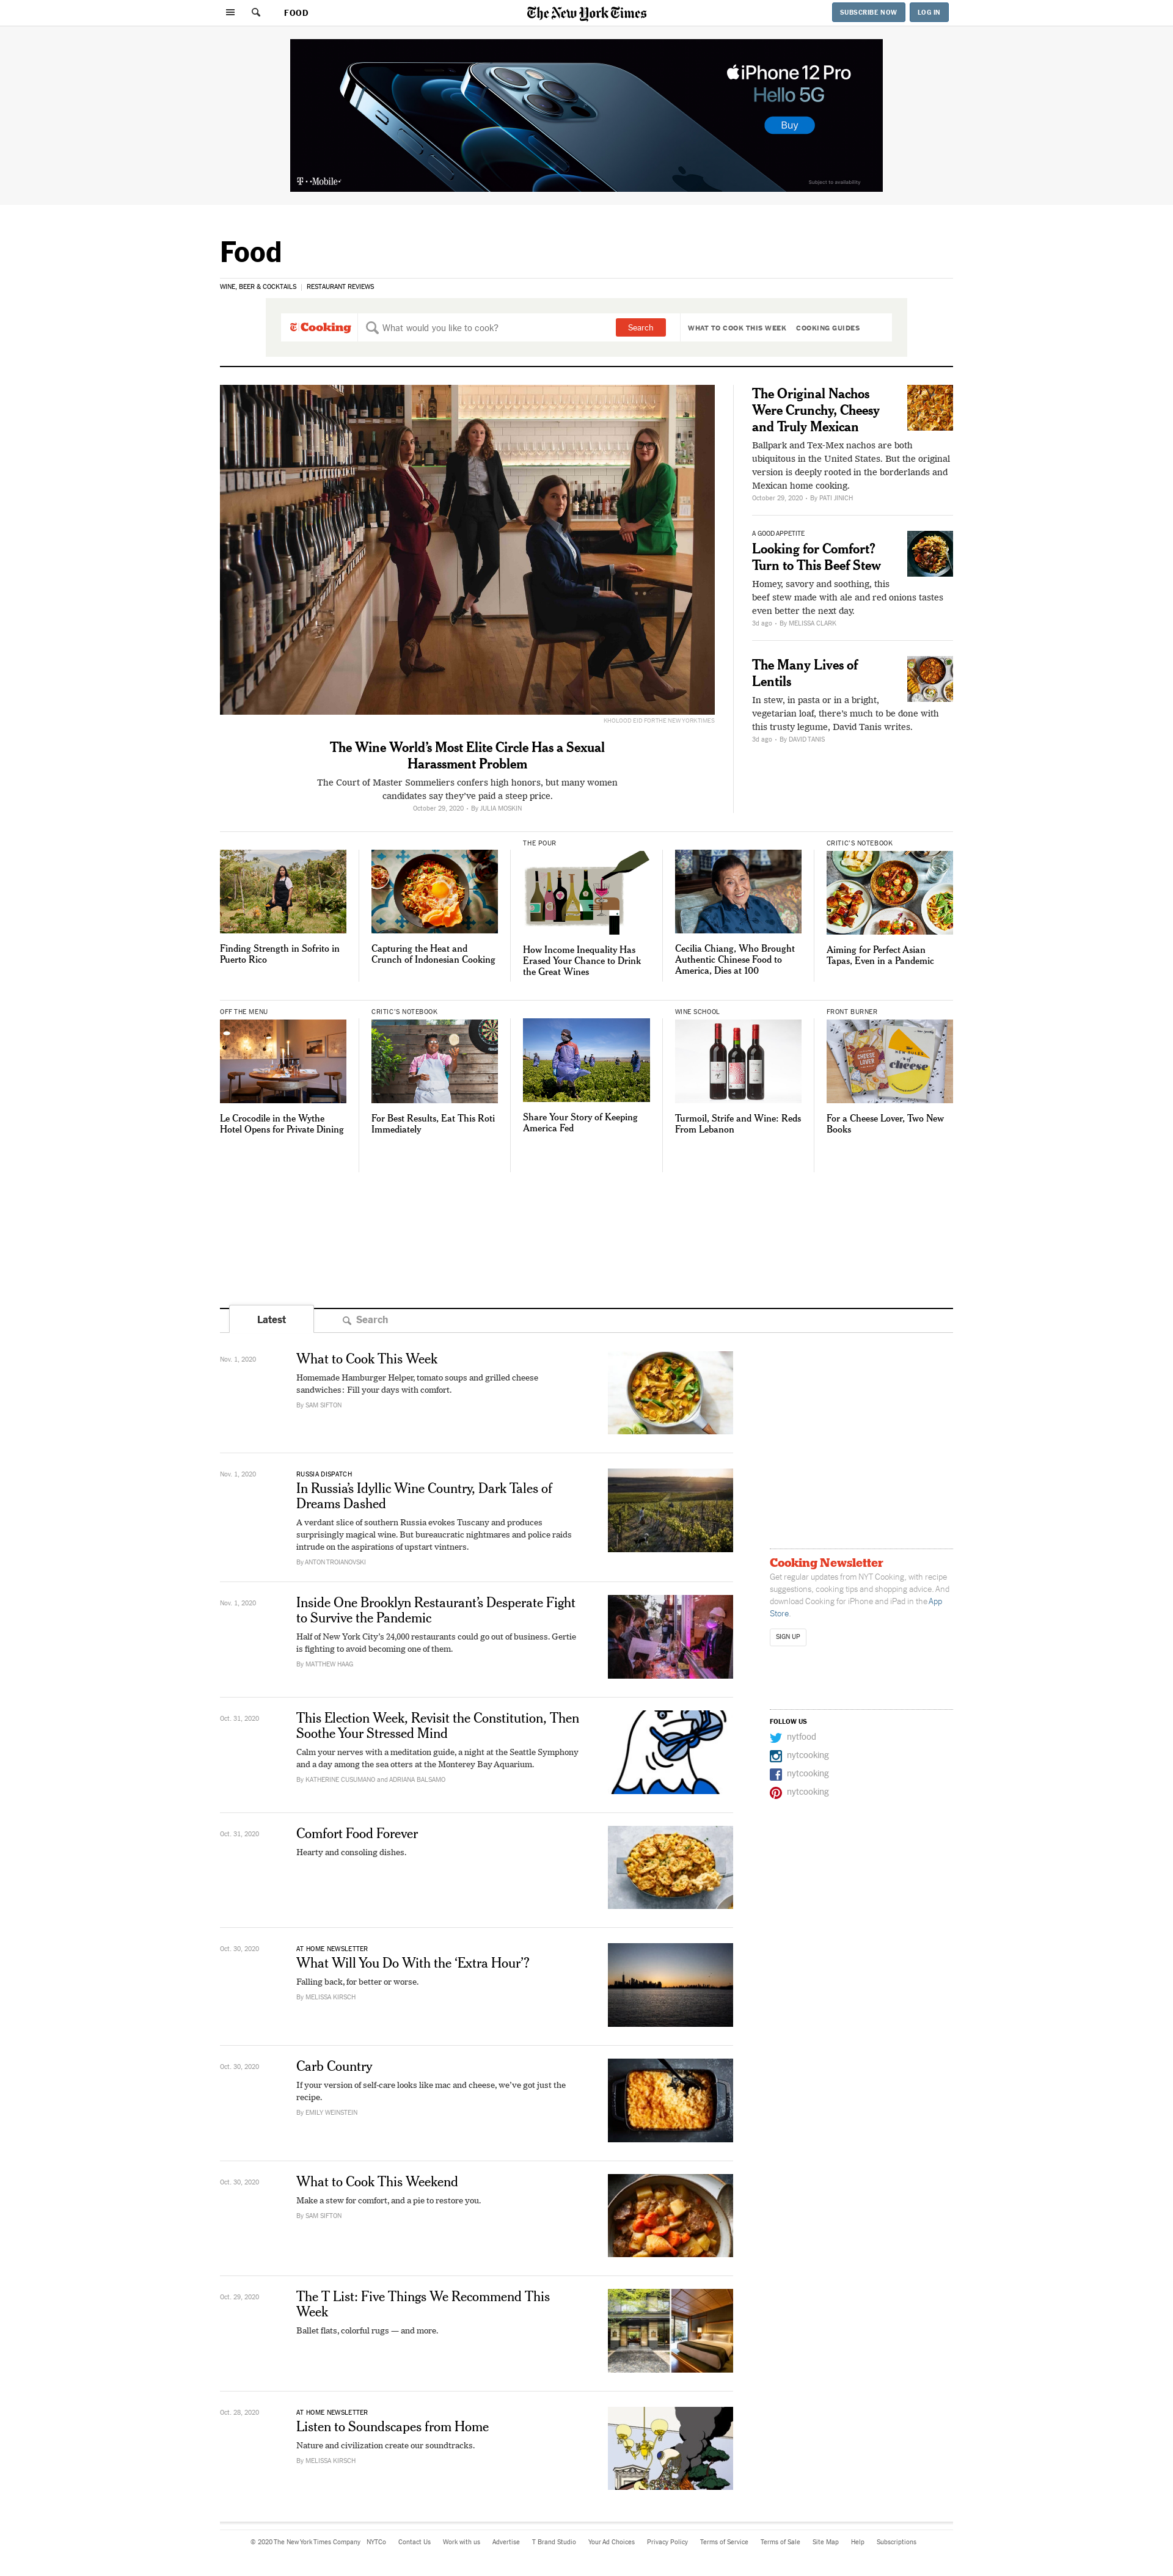 FOOD
The New York Times
SUBSCRIBE NOW
LOG IN
iPhone 12 Pro
Hello 5G
Buy
T-Mobile
Subject to availability
Food
WINE, BEER & COCKTAILS
RESTAURANT REVIEWS
Cooking
What would you like to cook?
Search
WHAT TO COOK THIS WEEK
COOKING GUIDES
KHOLOOD EID FOR THE NEW YORK TIMES
The Wine World's Most Elite Circle Has a Sexual
Harassment Problem
The Court of Master Sommeliers confers high honors, but many women
candidates say they've paid a steep price.
October 29, 2020 • By JULIA MOSKIN
The Original Nachos
Were Crunchy, Cheesy
and Truly Mexican
Ballpark and Tex-Mex nachos are both
ubiquitous in the United States. But the original
version is deeply rooted in the borderlands and
Mexican home cooking.
October 29, 2020 • By PATI JINICH
A GOOD APPETITE
Looking for Comfort?
Turn to This Beef Stew
Homey, savory and soothing, this
beef stew made with ale and red onions tastes
even better the next day.
3d ago • By MELISSA CLARK
The Many Lives of
Lentils
In stew, in pasta or in a bright,
vegetarian loaf, there's much to be done with
this trusty legume, David Tanis writes.
3d ago • By DAVID TANIS
Finding Strength in Sofrito in
Puerto Rico
Capturing the Heat and
Crunch of Indonesian Cooking
THE POUR
How Income Inequality Has
Erased Your Chance to Drink
the Great Wines
Cecilia Chiang, Who Brought
Authentic Chinese Food to
America, Dies at 100
CRITIC'S NOTEBOOK
Aiming for Perfect Asian
Tapas, Even in a Pandemic
OFF THE MENU
Le Crocodile in the Wythe
Hotel Opens for Private Dining
CRITIC'S NOTEBOOK
For Best Results, Eat This Roti
Immediately
Share Your Story of Keeping
America Fed
WINE SCHOOL
Turmoil, Strife and Wine: Reds
From Lebanon
FRONT BURNER
CHEESE
LOVER
cheese
For a Cheese Lover, Two New
Books
Latest
Search
Nov. 1, 2020
What to Cook This Week
Homemade Hamburger Helper, tomato soups and grilled cheese
sandwiches: Fill your days with comfort.
By SAM SIFTON
Nov. 1, 2020
RUSSIA DISPATCH
In Russia's Idyllic Wine Country, Dark Tales of
Dreams Dashed
A verdant slice of southern Russia evokes Tuscany and produces
surprisingly magical wine. But bureaucratic nightmares and police raids
intrude on the aspirations of upstart vintners.
By ANTON TROIANOVSKI
Nov. 1, 2020
Inside One Brooklyn Restaurant's Desperate Fight
to Survive the Pandemic
Half of New York City's 24,000 restaurants could go out of business. Gertie
is fighting to avoid becoming one of them.
By MATTHEW HAAG
Oct. 31, 2020
This Election Week, Revisit the Constitution, Then
Soothe Your Stressed Mind
Calm your nerves with a meditation guide, a night at the Seattle Symphony
and a day among the sea otters at the Monterey Bay Aquarium.
By KATHERINE CUSUMANO and ADRIANA BALSAMO
Oct. 31, 2020
Comfort Food Forever
Hearty and consoling dishes.
Oct. 30, 2020
AT HOME NEWSLETTER
What Will You Do With the 'Extra Hour'?
Falling back, for better or worse.
By MELISSA KIRSCH
Oct. 30, 2020
Carb Country
If your version of self-care looks like mac and cheese, we've got just the
recipe.
By EMILY WEINSTEIN
Oct. 30, 2020
What to Cook This Weekend
Make a stew for comfort, and a pie to restore you.
By SAM SIFTON
Oct. 29, 2020
The T List: Five Things We Recommend This
Week
Ballet flats, colorful rugs — and more.
Oct. 28, 2020
AT HOME NEWSLETTER
Listen to Soundscapes from Home
Nature and civilization create our soundtracks.
By MELISSA KIRSCH
Cooking Newsletter
Get regular updates from NYT Cooking, with recipe
suggestions, cooking tips and shopping advice. And
download Cooking for iPhone and iPad in the App
Store.
SIGN UP
FOLLOW US
nytfood
nytcooking
nytcooking
nytcooking
© 2020 The New York Times Company
NYTCo
Contact Us
Work with us
Advertise
T Brand Studio
Your Ad Choices
Privacy Policy
Terms of Service
Terms of Sale
Site Map
Help
Subscriptions